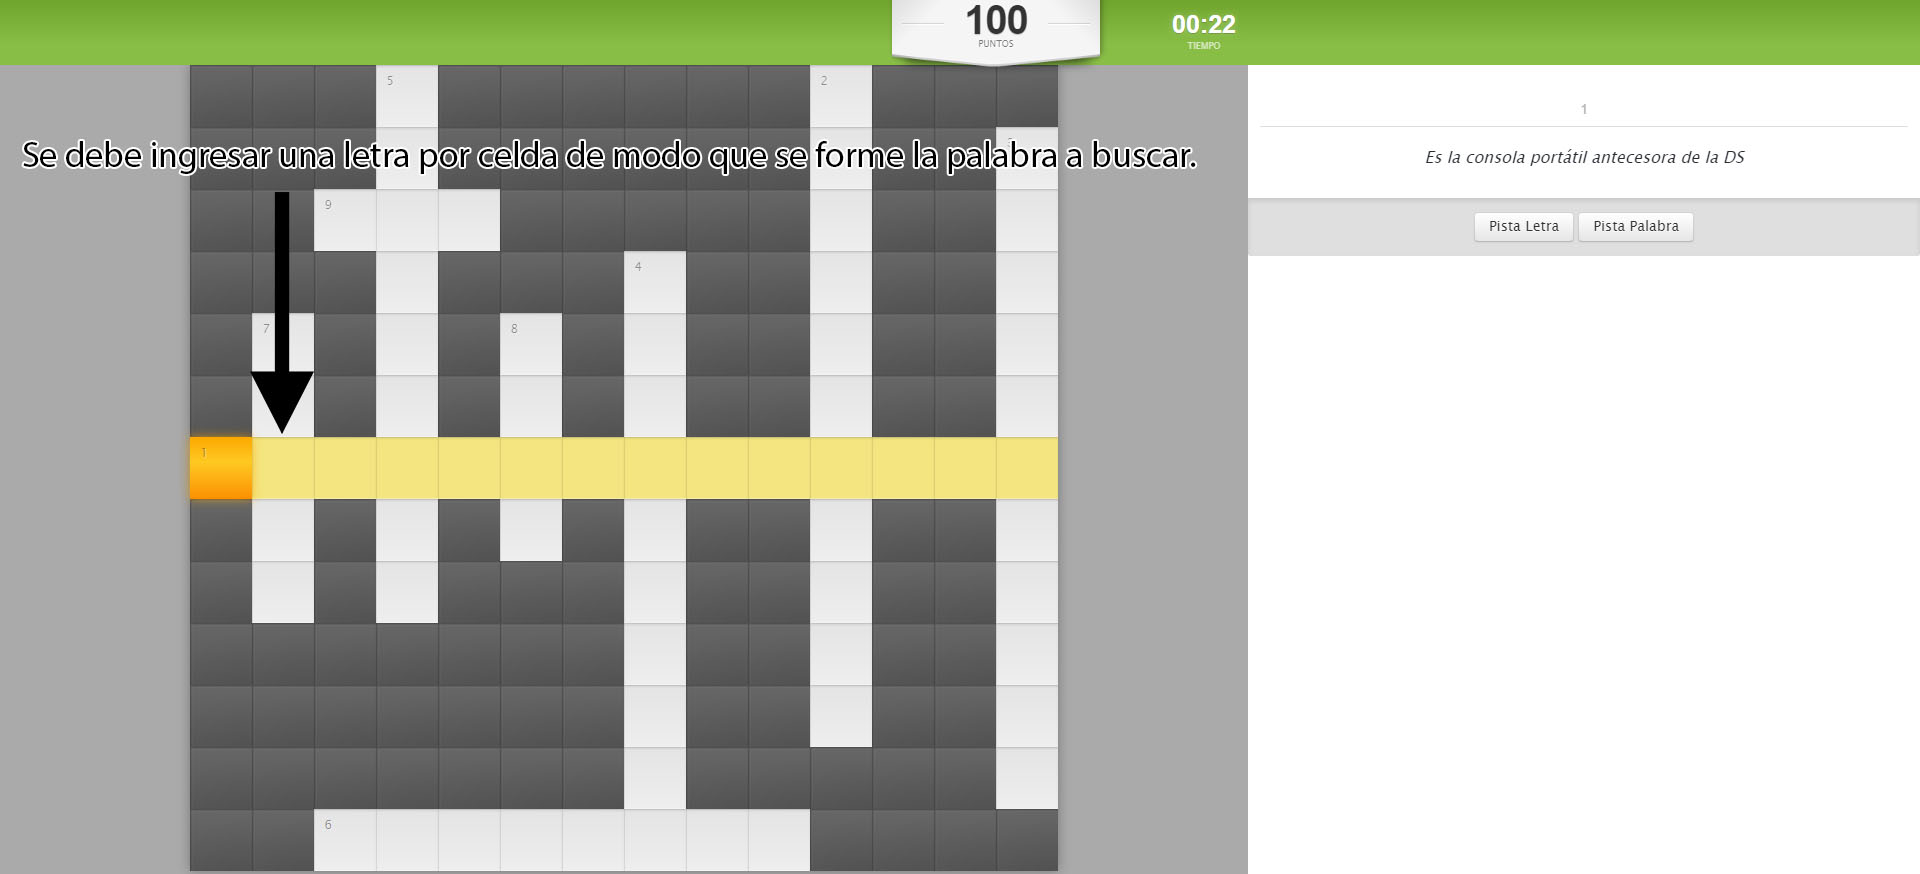 100
PUNTOS
00:22
TIEMPO
5
2
1
Se debe ingresar una letra por celda de modo que se forme la palabra a buscar.
Es la consola portátil antecesora de la DS
9
Pista Letra
Pista Palabra
4
7
8
1
6